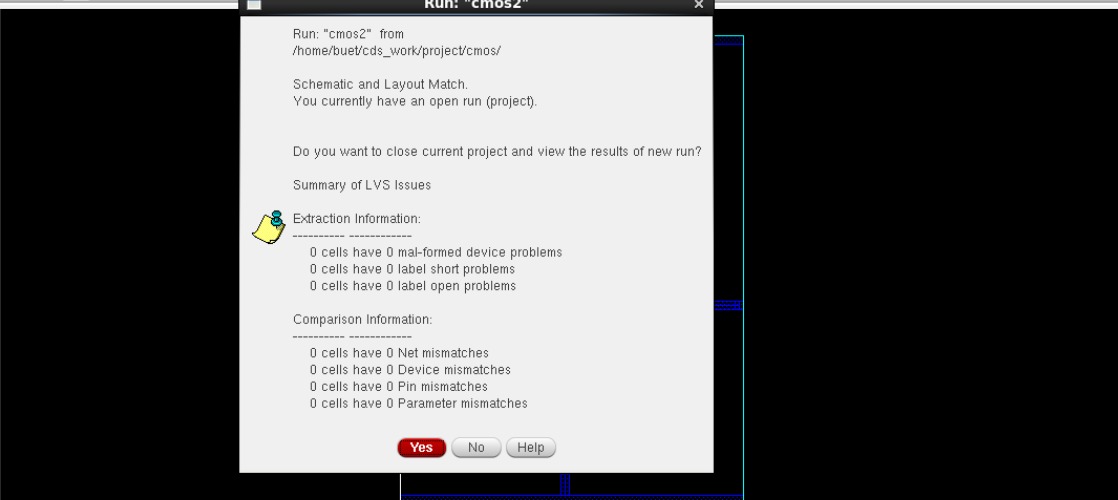 Run: "cmos2"
Run: "cmos2" from
/home/buet/cds_work/project/cmos/
Schematic and Layout Match.
You currently have an open run (project).
Do you want to close current project and view the results of new run?
Summary of LVS Issues
Extraction Information:
---------- ------------
0 cells have 0 mal-formed device problems
0 cells have 0 label short problems
0 cells have 0 label open problems
Comparison Information:
---------- ------------
0 cells have 0 Net mismatches
0 cells have 0 Device mismatches
0 cells have 0 Pin mismatches
0 cells have 0 Parameter mismatches
Yes No Help